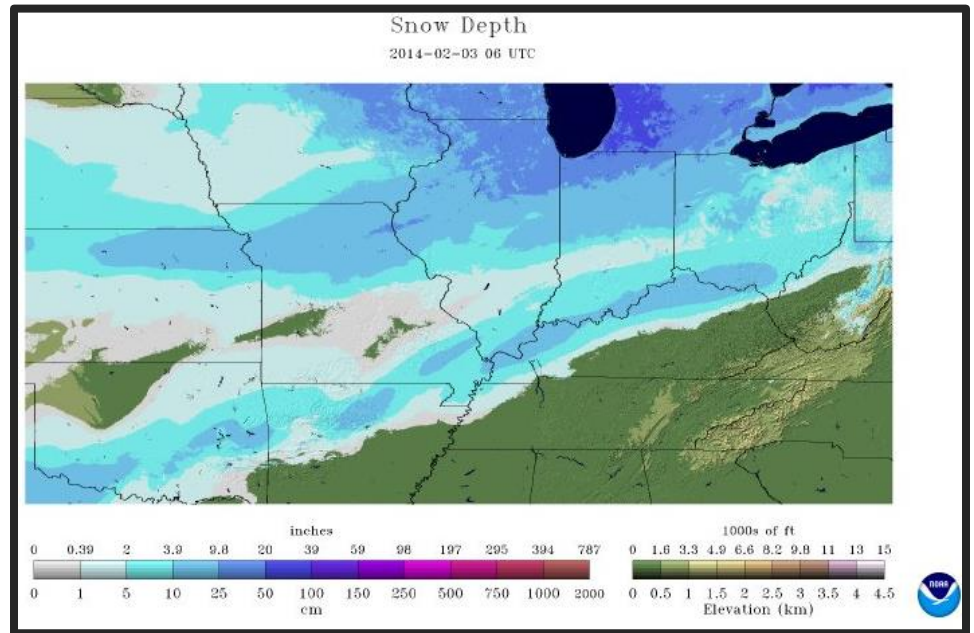 Snow Depth
2014-02-03 06 UTC
inches
0 0.39 2 3.9 9.8 20 39 59 98 197 295 394 787
0 1 5 10 25 50 100 150 250 500 750 1000 2000
cm
1000s of ft
0 1.6 3.3 4.9 6.6 8.2 9.8 11 13 15
0 0.5 1 1.5 2 2.5 3 3.5 4 4.5
Elevation (km)
NOAA